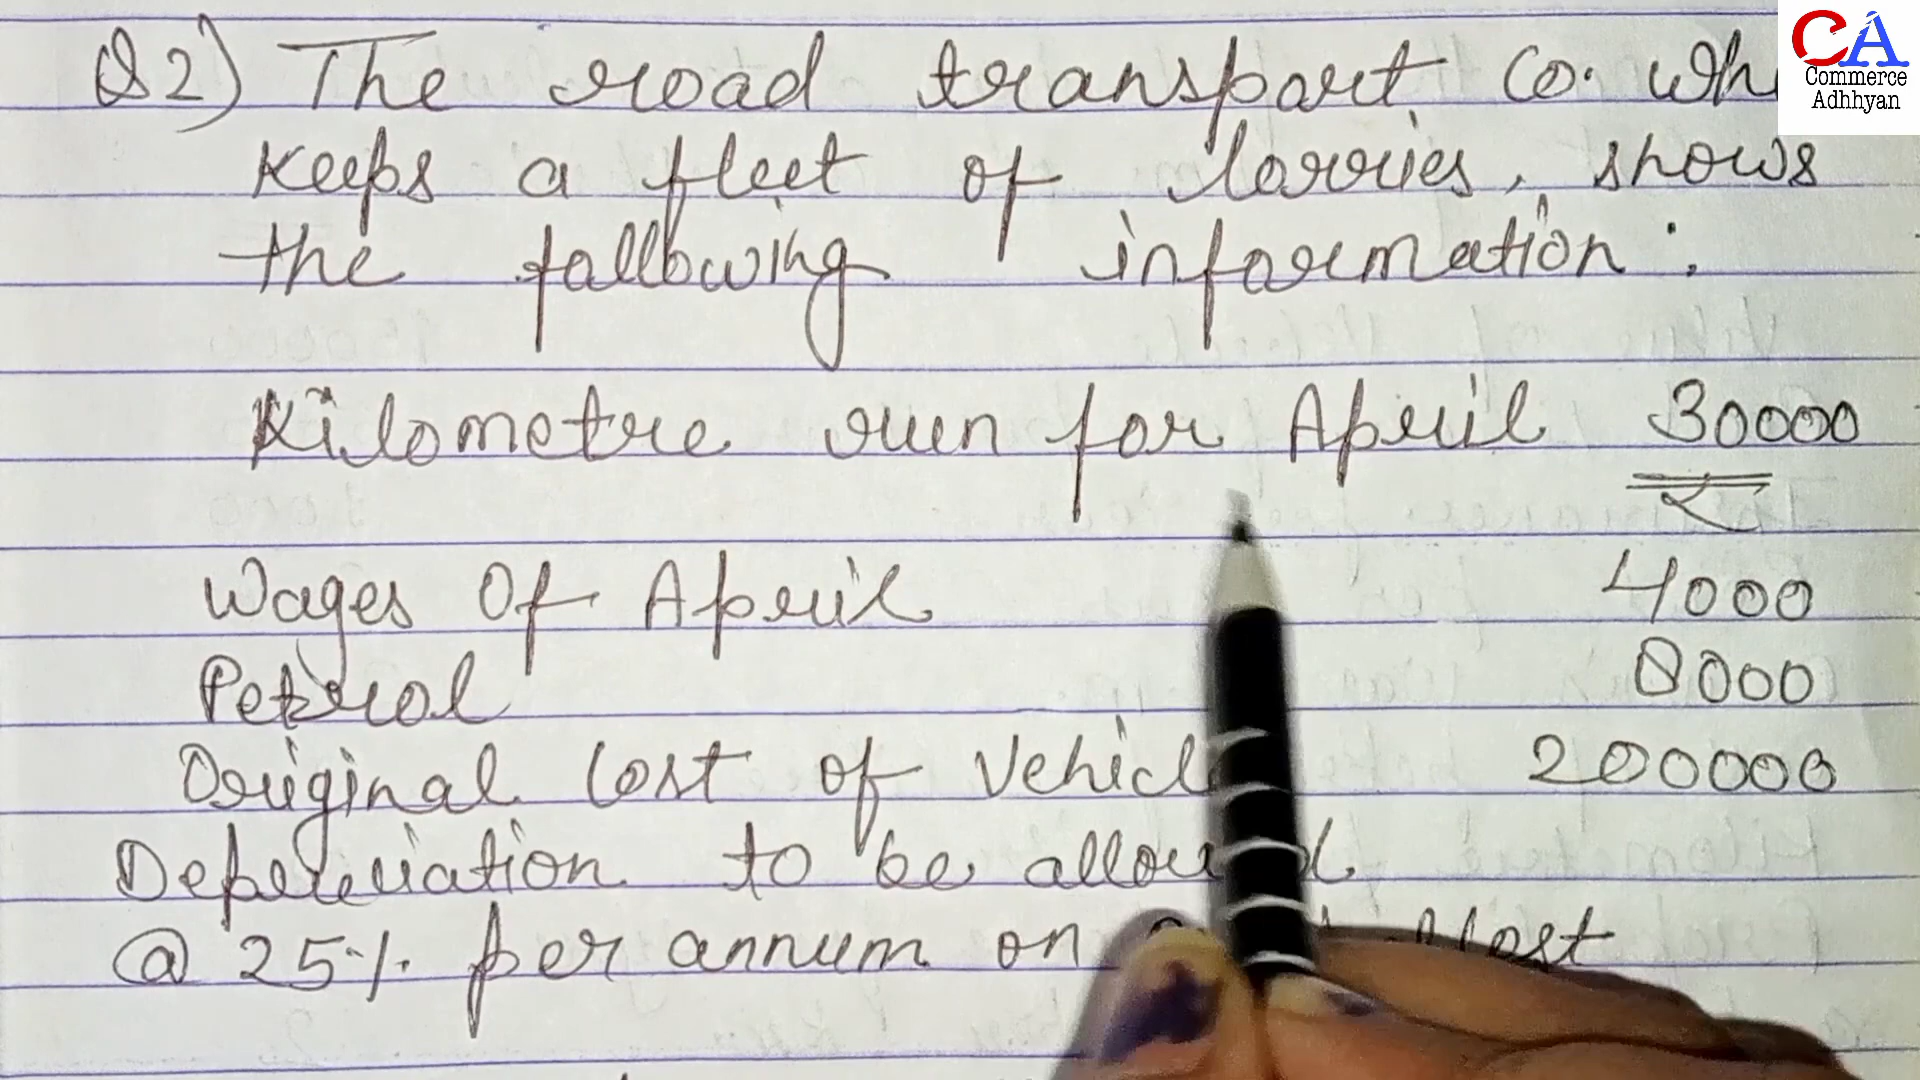 Q2) The road transport Co. wh
CA
Commerce
Adhhyan
keeps a fleet of lorries, shows
the following information :
Kilometre run for April 30000
₹
Wages Of April 4000
Petrol 8000
Original Cost of Vehicl 200000
Depreciation to be allowed
@ 25% per annum on Cost